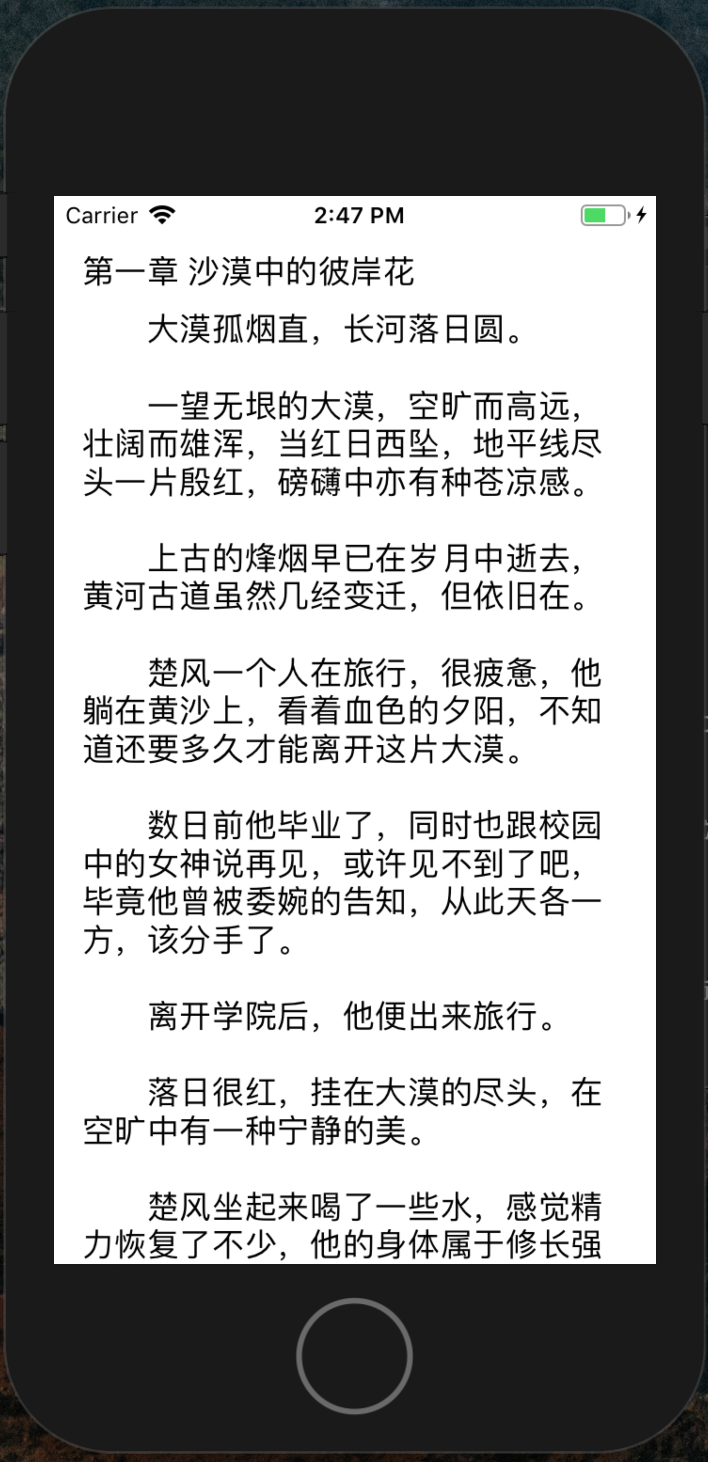 Carrier 2:47 PM
第一章 沙漠中的彼岸花
大漠孤烟直，长河落日圆。
一望无垠的大漠，空旷而高远，
壮阔而雄浑，当红日西坠，地平线尽
头一片殷红，磅礴中亦有种苍凉感。
上古的烽烟早已在岁月中逝去，
黄河古道虽然几经变迁，但依旧在。
楚风一个人在旅行，很疲惫，他
躺在黄沙上，看着血色的夕阳，不知
道还要多久才能离开这片大漠。
数日前他毕业了，同时也跟校园
中的女神说再见，或许见不到了吧，
毕竟他曾被委婉的告知，从此天各一
方，该分手了。
离开学院后，他便出来旅行。
落日很红，挂在大漠的尽头，在
空旷中有一种宁静的美。
楚风坐起来喝了一些水，感觉精
力恢复了不少，他的身体属于修长强